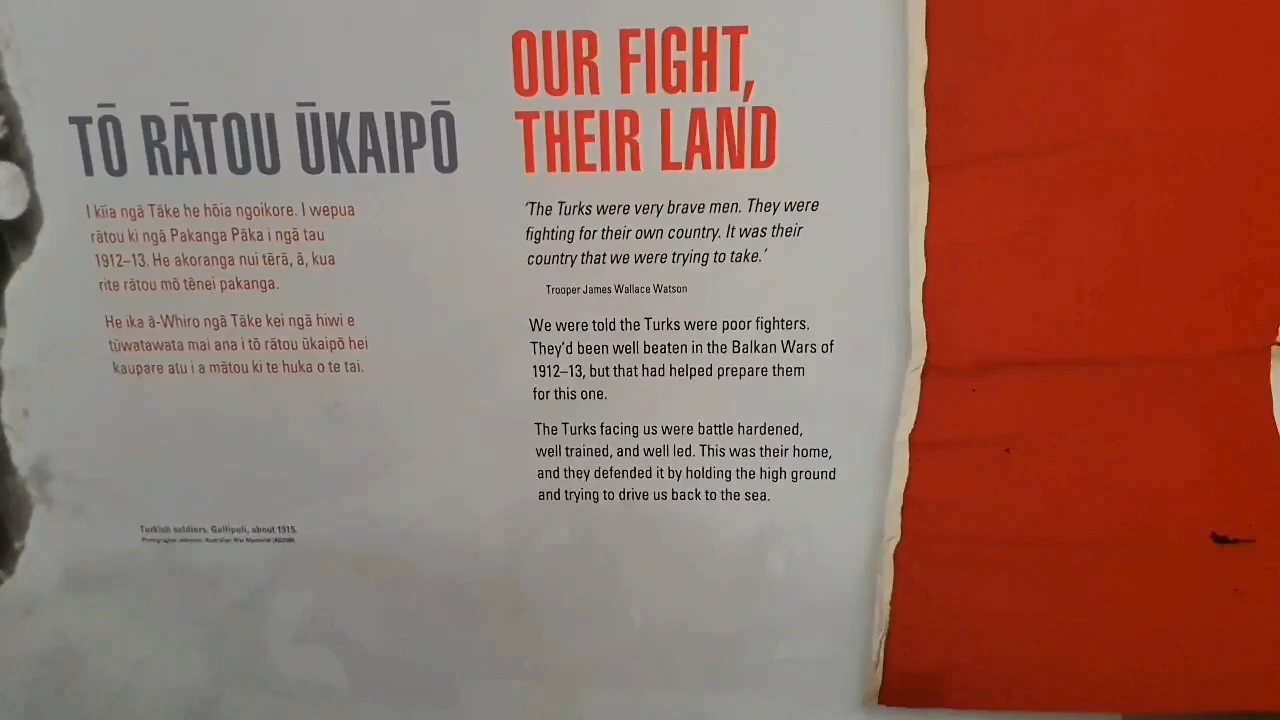 TŌ RĀTOU ŪKAIPŌ
I kīia ngā Tāke he hōia ngoikore. I wepua
rātou ki ngā Pakanga Pāka i ngā tau
1912–13. He akoranga nui tērā, ā, kua
rite rātou mō tēnei pakanga.
He ika ā-Whiro ngā Tāke kei ngā hiwi e
tūwatawata mai ana i tō rātou ūkaipō hei
kaupare atu i a mātou ki te huka o te tai.
Turkish soldiers, Gallipoli, about 1915.
Photographer unknown. Australian War Memorial
OUR FIGHT,
THEIR LAND
'The Turks were very brave men. They were
fighting for their own country. It was their
country that we were trying to take.'
Trooper James Wallace Watson
We were told the Turks were poor fighters.
They'd been well beaten in the Balkan Wars of
1912–13, but that had helped prepare them
for this one.
The Turks facing us were battle hardened,
well trained, and well led. This was their home,
and they defended it by holding the high ground
and trying to drive us back to the sea.